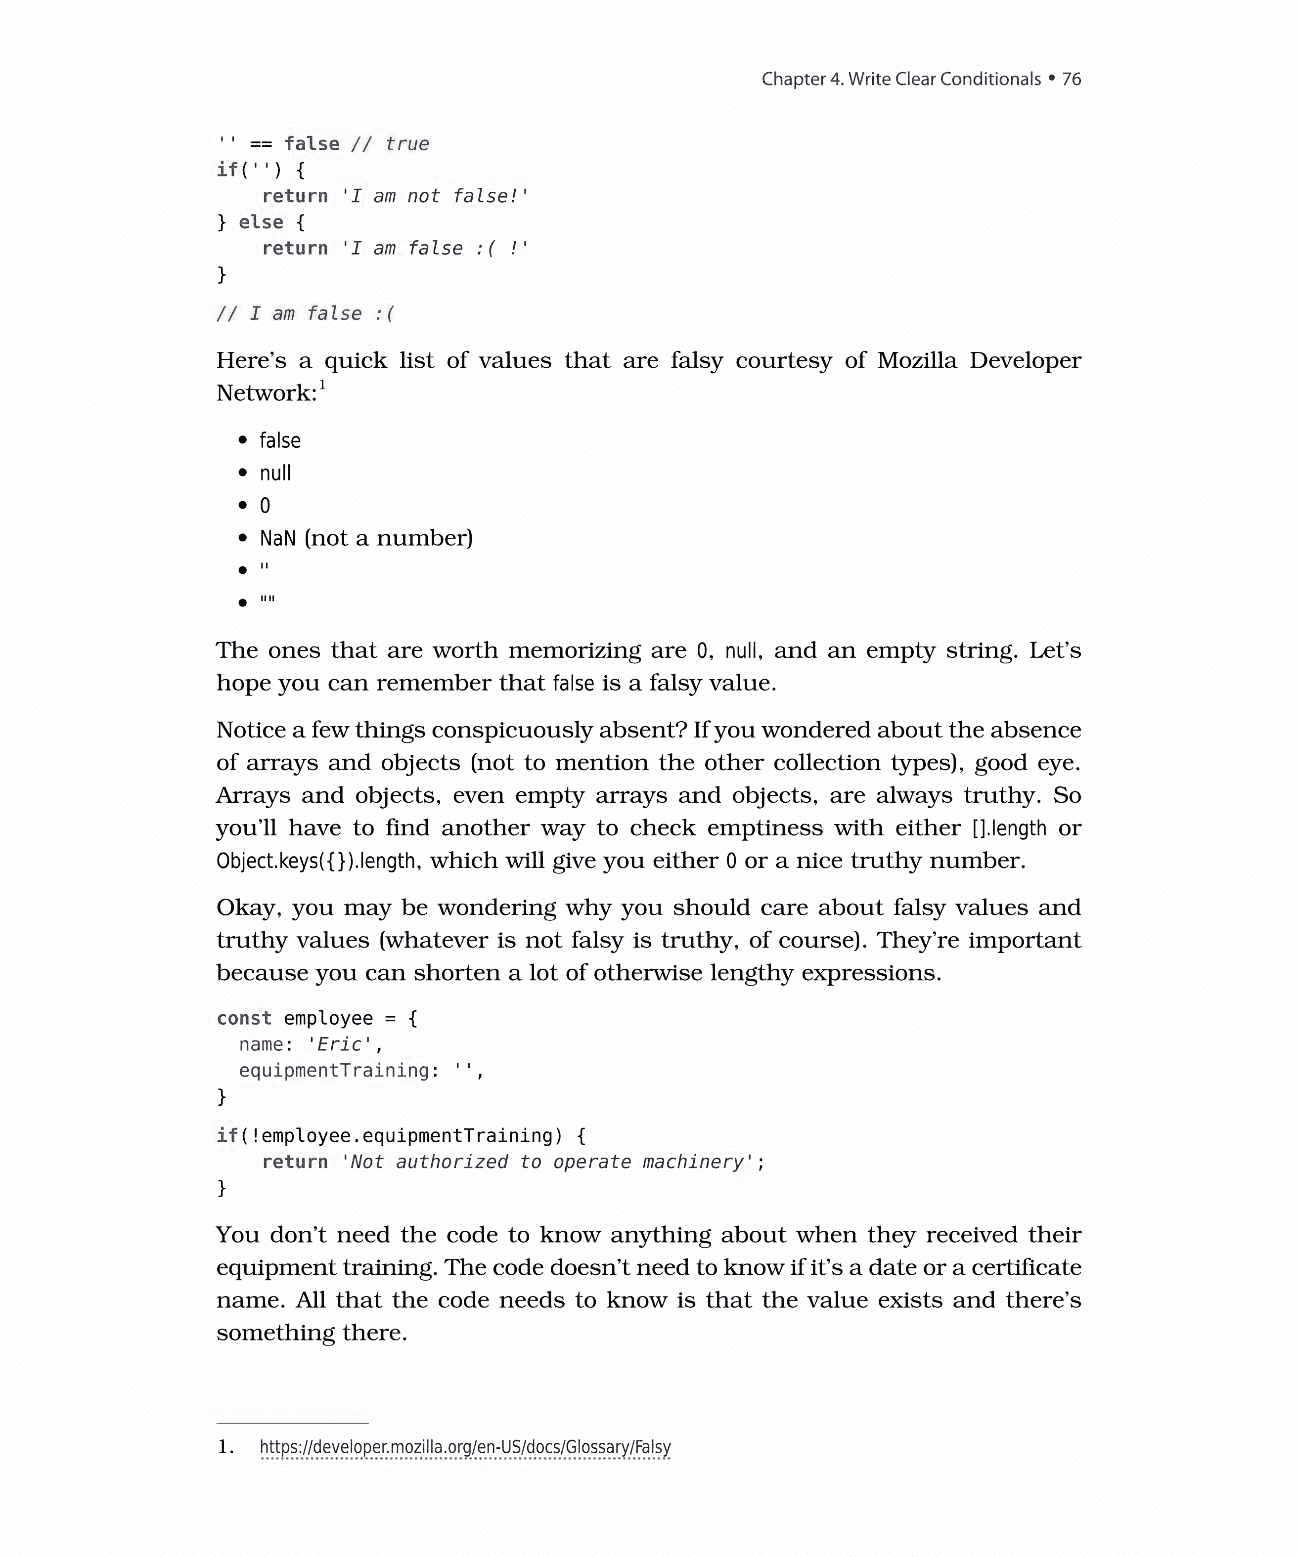 Chapter 4. Write Clear Conditionals • 76
'' == false // true
if('') {
    return 'I am not false!'
} else {
    return 'I am false :( !'
}
// I am false :(
Here's a quick list of values that are falsy courtesy of Mozilla Developer
Network:1
• false
• null
• 0
• NaN (not a number)
• ''
• ""
The ones that are worth memorizing are 0, null, and an empty string. Let's
hope you can remember that false is a falsy value.
Notice a few things conspicuously absent? If you wondered about the absence
of arrays and objects (not to mention the other collection types), good eye.
Arrays and objects, even empty arrays and objects, are always truthy. So
you'll have to find another way to check emptiness with either [].length or
Object.keys({}).length, which will give you either 0 or a nice truthy number.
Okay, you may be wondering why you should care about falsy values and
truthy values (whatever is not falsy is truthy, of course). They're important
because you can shorten a lot of otherwise lengthy expressions.
const employee = {
  name: 'Eric',
  equipmentTraining: '',
}
if(!employee.equipmentTraining) {
    return 'Not authorized to operate machinery';
}
You don't need the code to know anything about when they received their
equipment training. The code doesn't need to know if it's a date or a certificate
name. All that the code needs to know is that the value exists and there's
something there.
1. https://developer.mozilla.org/en-US/docs/Glossary/Falsy